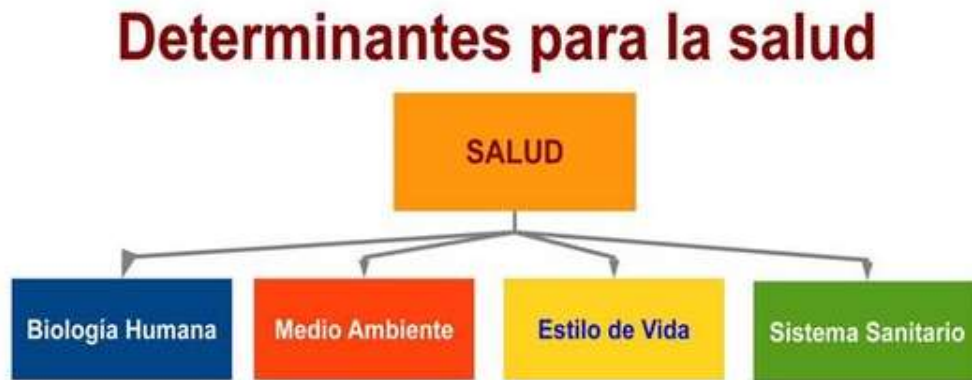 Determinantes para la salud
SALUD
Biología Humana
Medio Ambiente
Estilo de Vida
Sistema Sanitario